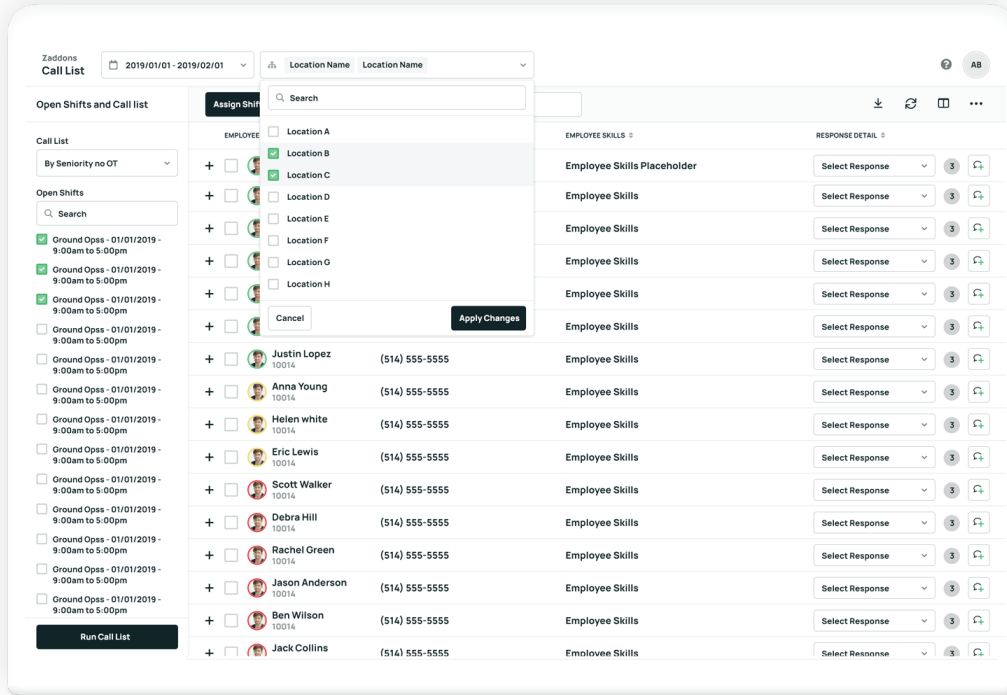 Zaddons
Call List
2019/01/01 - 2019/02/01
Location Name Location Name
AB
Open Shifts and Call list
Call List
By Seniority no OT
Open Shifts
Search
Ground Opss - 01/01/2019 -
9:00am to 5:00pm
Ground Opss - 01/01/2019 -
9:00am to 5:00pm
Ground Opss - 01/01/2019 -
9:00am to 5:00pm
Ground Opss - 01/01/2019 -
9:00am to 5:00pm
Ground Opss - 01/01/2019 -
9:00am to 5:00pm
Ground Opss - 01/01/2019 -
9:00am to 5:00pm
Ground Opss - 01/01/2019 -
9:00am to 5:00pm
Ground Opss - 01/01/2019 -
9:00am to 5:00pm
Ground Opss - 01/01/2019 -
9:00am to 5:00pm
Ground Opss - 01/01/2019 -
9:00am to 5:00pm
Ground Opss - 01/01/2019 -
9:00am to 5:00pm
Ground Opss - 01/01/2019 -
9:00am to 5:00pm
Ground Opss - 01/01/2019 -
9:00am to 5:00pm
Run Call List
Assign Shif
Search
Location A
Location B
Location C
Location D
Location E
Location F
Location G
Location H
Cancel
Apply Changes
EMPLOYEE
EMPLOYEE SKILLS
RESPONSE DETAIL
Employee Skills Placeholder Select Response 3
Employee Skills Select Response 3
Employee Skills Select Response 3
Employee Skills Select Response 3
Employee Skills Select Response 3
Employee Skills Select Response 3
Justin Lopez
10014
(514) 555-5555 Employee Skills Select Response 3
Anna Young
10014
(514) 555-5555 Employee Skills Select Response 3
Helen white
10014
(514) 555-5555 Employee Skills Select Response 3
Eric Lewis
10014
(514) 555-5555 Employee Skills Select Response 3
Scott Walker
10014
(514) 555-5555 Employee Skills Select Response 3
Debra Hill
10014
(514) 555-5555 Employee Skills Select Response 3
Rachel Green
10014
(514) 555-5555 Employee Skills Select Response 3
Jason Anderson
10014
(514) 555-5555 Employee Skills Select Response 3
Ben Wilson
10014
(514) 555-5555 Employee Skills Select Response 3
Jack Collins
(514) 555-5555 Employee Skills Select Response 3